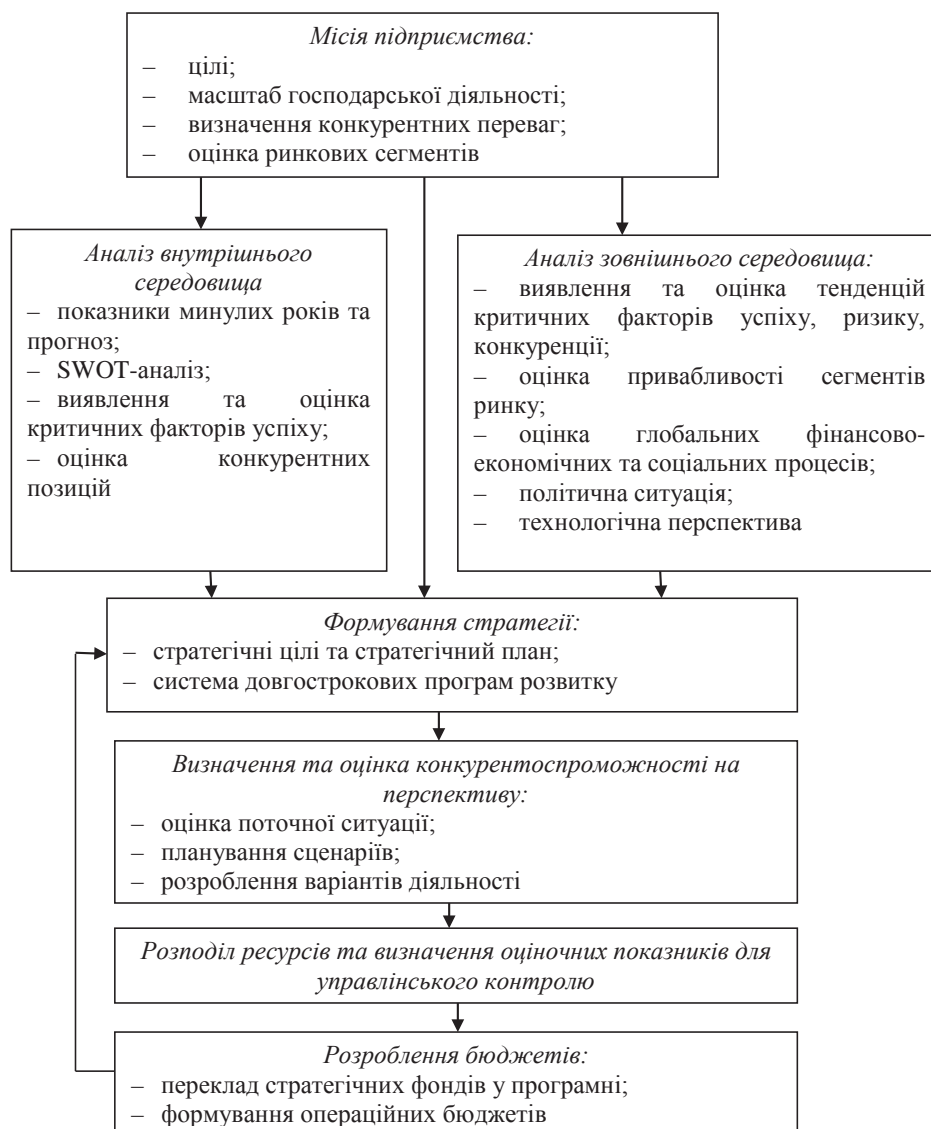 Місія підприємства:
– цілі;
– масштаб господарської діяльності;
– визначення конкурентних переваг;
– оцінка ринкових сегментів
Аналіз внутрішнього
середовища
– показники минулих років та
прогноз;
– SWOT-аналіз;
– виявлення та оцінка
критичних факторів успіху;
– оцінка конкурентних
позицій
Аналіз зовнішнього середовища:
– виявлення та оцінка тенденцій
критичних факторів успіху, ризику,
конкуренції;
– оцінка привабливості сегментів
ринку;
– оцінка глобальних фінансово-
економічних та соціальних процесів;
– політична ситуація;
– технологічна перспектива
Формування стратегії:
– стратегічні цілі та стратегічний план;
– система довгострокових програм розвитку
Визначення та оцінка конкурентоспроможності на
перспективу:
– оцінка поточної ситуації;
– планування сценаріїв;
– розроблення варіантів діяльності
Розподіл ресурсів та визначення оціночних показників для
управлінського контролю
Розроблення бюджетів:
– переклад стратегічних фондів у програмні;
– формування операційних бюджетів